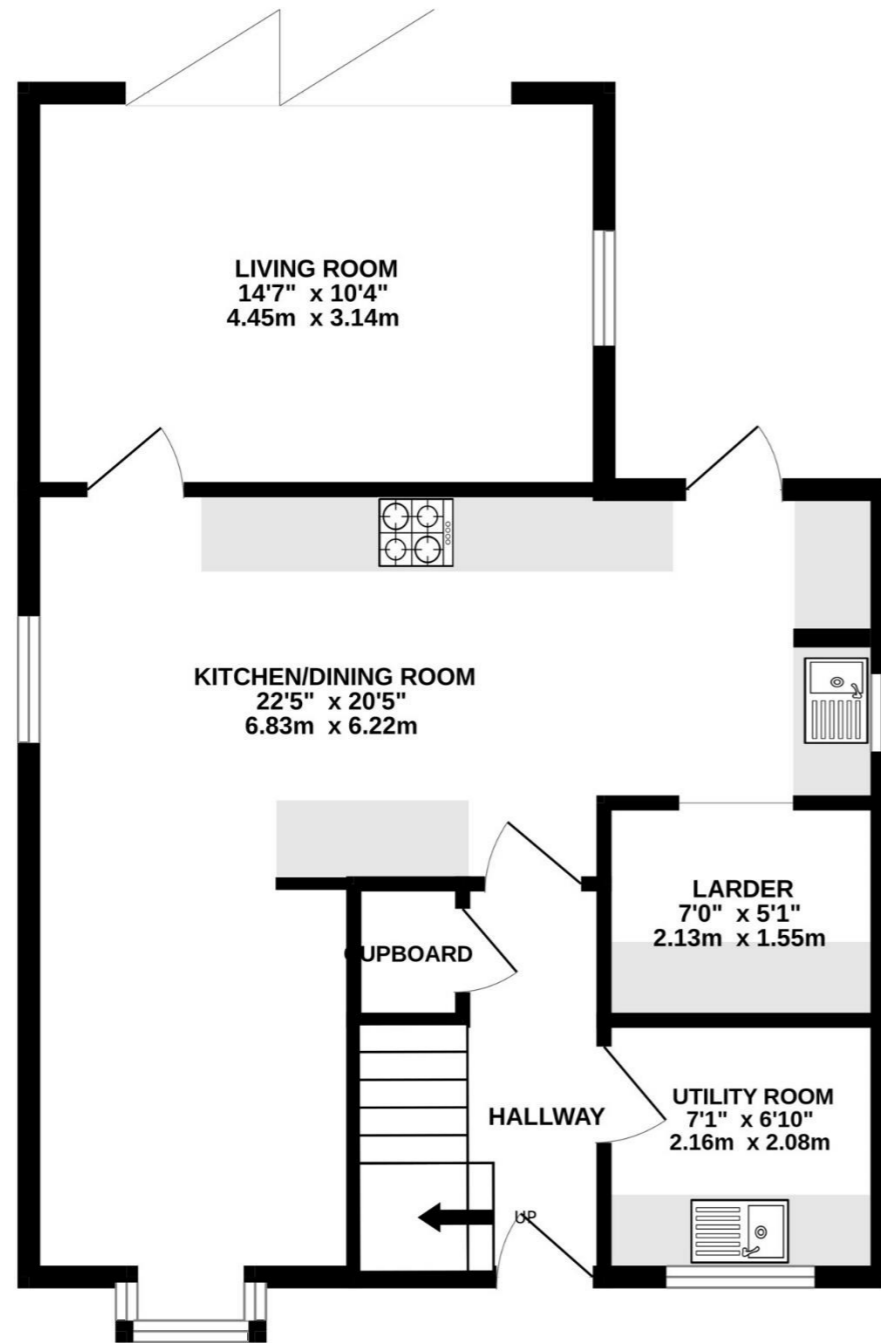 LIVING ROOM
14'7" x 10'4"
4.45m x 3.14m
KITCHEN/DINING ROOM
22'5" x 20'5"
6.83m x 6.22m
LARDER
7'0" x 5'1"
2.13m x 1.55m
CUPBOARD
HALLWAY
UTILITY ROOM
7'1" x 6'10"
2.16m x 2.08m
UP